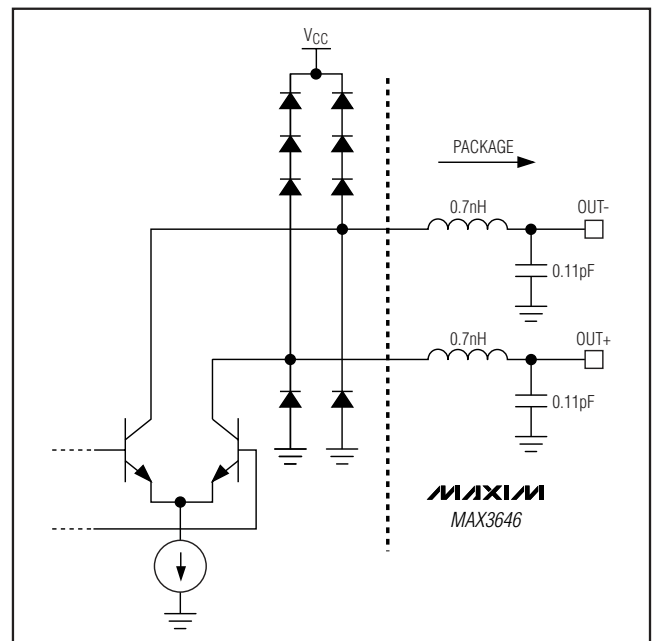 VCC
PACKAGE
0.7nH
OUT-
0.11pF
0.7nH
OUT+
0.11pF
MAXIM
MAX3646